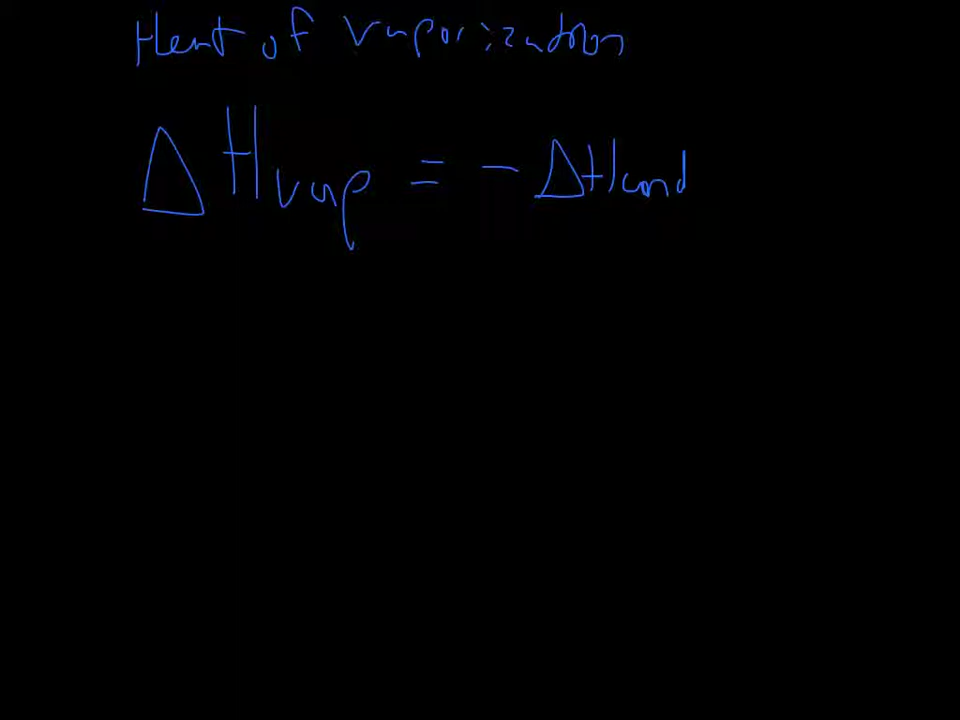 Heat of vaporization
ΔHvap = - ΔHcond